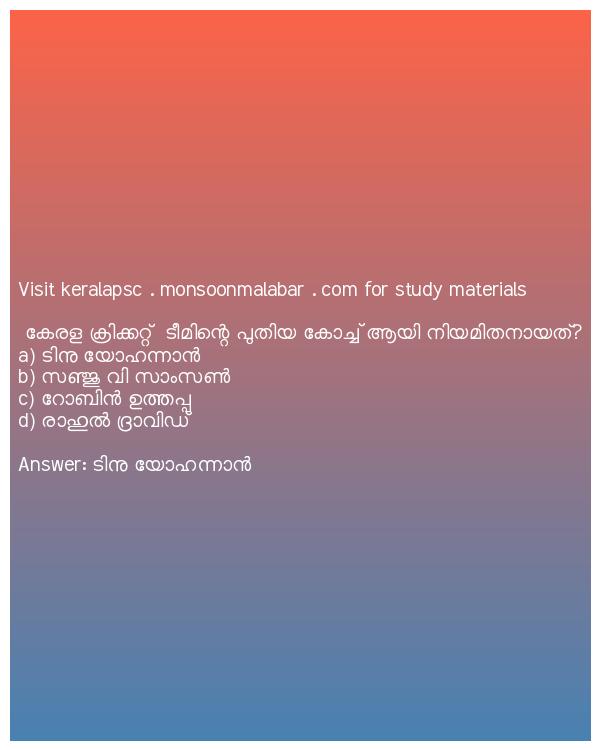 Visit keralapsc . monsoonmalabar . com for study materials
കേരള ക്രിക്കറ്റ് ടീമിന്റെ പുതിയ കോച്ച് ആയി നിയമിതനായത്?
a) ടിനു യോഹന്നാൻ
b) സഞ്ജു വി സാംസൺ
c) റോബിൻ ഉത്തപ്പ
d) രാഹുൽ ദ്രാവിഡ്
Answer: ടിനു യോഹന്നാൻ